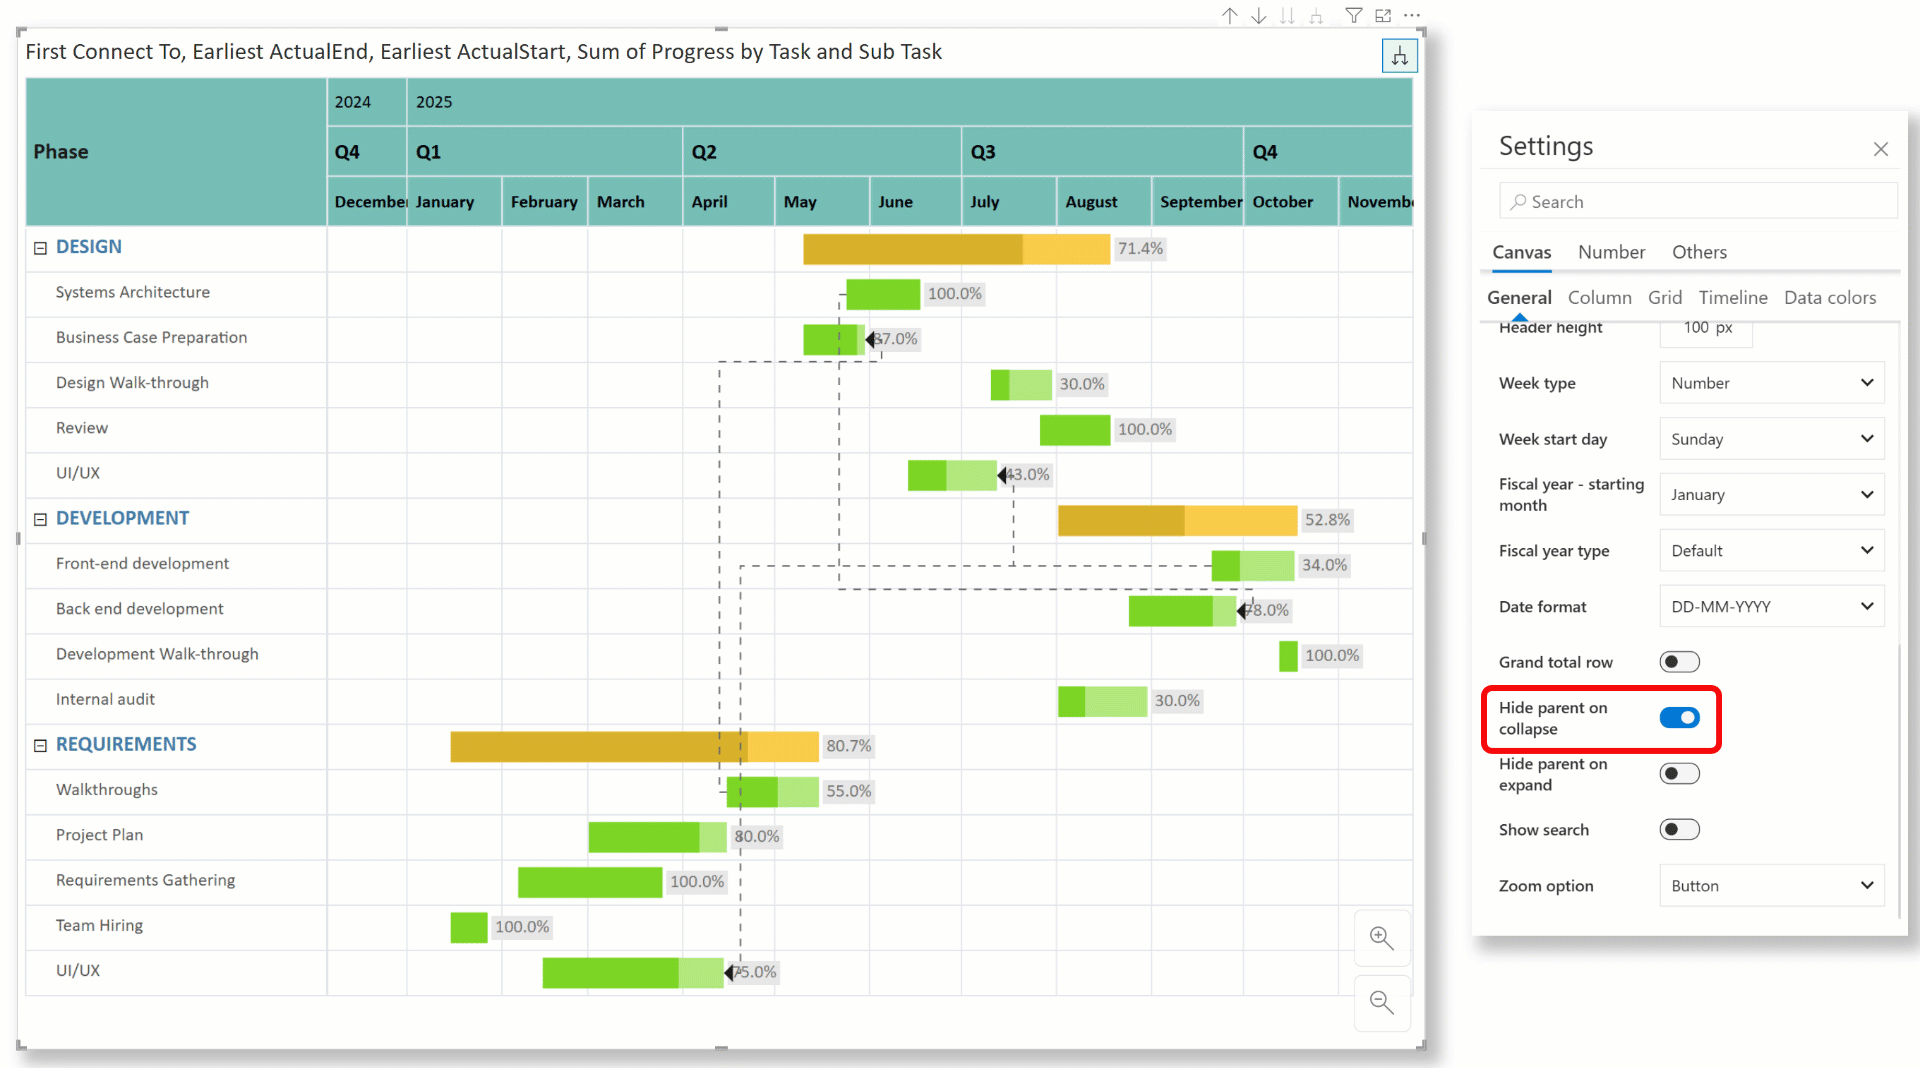 First Connect To, Earliest ActualEnd, Earliest ActualStart, Sum of Progress by Task and Sub Task
Phase
2024 2025
Q4 Q1 Q2 Q3 Q4
December January February March April May June July August September October Novembe
DESIGN 71.4%
Systems Architecture 100.0%
Business Case Preparation 87.0%
Design Walk-through 30.0%
Review 100.0%
UI/UX 43.0%
DEVELOPMENT 52.8%
Front-end development 34.0%
Back end development 78.0%
Development Walk-through 100.0%
Internal audit 30.0%
REQUIREMENTS 80.7%
Walkthroughs 55.0%
Project Plan 80.0%
Requirements Gathering 100.0%
Team Hiring 100.0%
UI/UX 75.0%
Settings
Search
Canvas Number Others
General Column Grid Timeline Data colors
Header height 100 px
Week type Number
Week start day Sunday
Fiscal year - starting
month January
Fiscal year type Default
Date format DD-MM-YYYY
Grand total row
Hide parent on
collapse
Hide parent on
expand
Show search
Zoom option Button